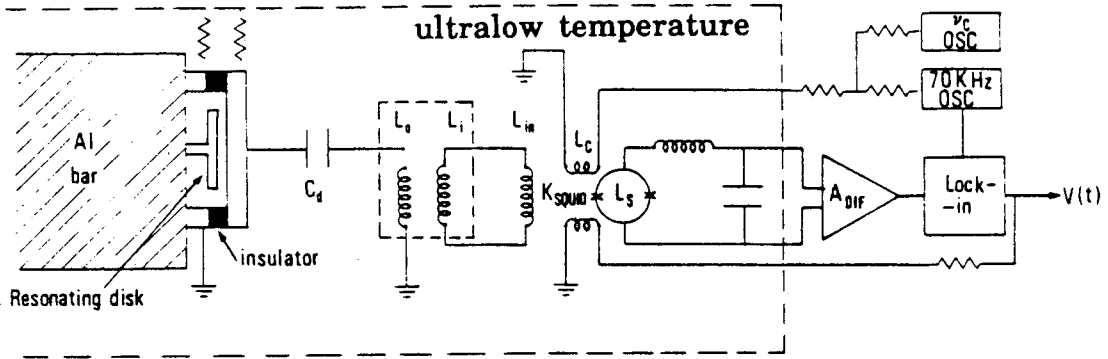 ultralow temperature
ν_C
OSC
70KHz
OSC
Al
bar
C_d
L_o
L_i
L_in
L_C
K_SQUID
L_S
A_DIF
Lock-
-in
V(t)
insulator
Resonating disk